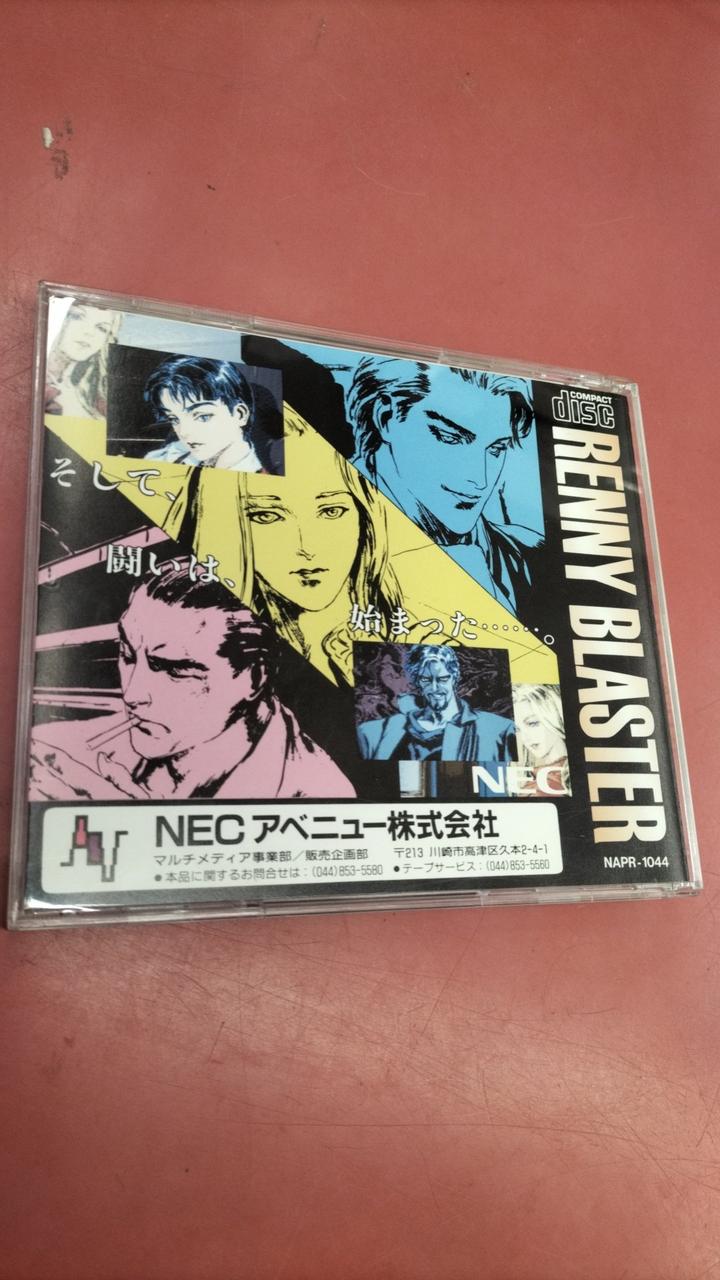 COMPACT
disc
RENNY BLASTER
そして、
闘いは、
始まった……。
NEC
NECアベニュー株式会社
マルチメディア事業部／販売企画部 〒213 川崎市高津区久本2-4-1
●本品に関するお問合せは：(044)853-5580 ●テープサービス：(044)853-5560
NAPR-1044